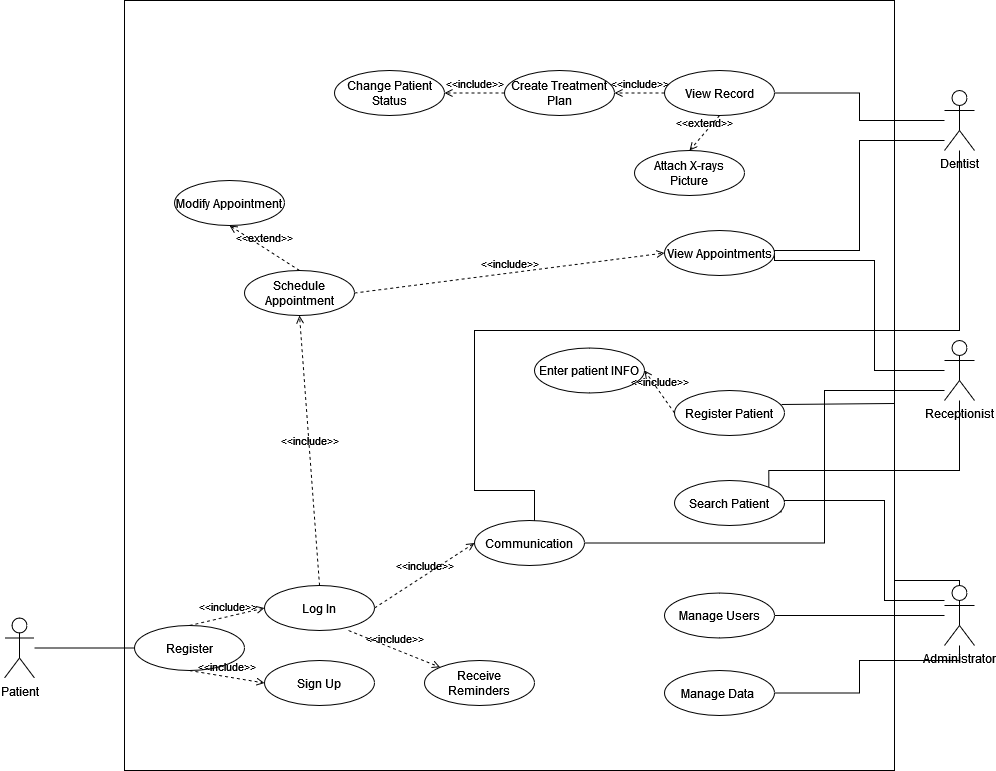 Change Patient
Status
<<include>>
Create Treatment
Plan
<<include>>
View Record
<<extend>>
Attach X-rays
Picture
Dentist
Modify Appointment
<<extend>>
Schedule
Appointment
<<include>>
View Appointments
Enter patient INFO
<<include>>
Register Patient
Receptionist
<<include>>
Search Patient
Communication
<<include>>
<<include>>
Log In
Manage Users
Register
<<include>>
<<include>>
Sign Up
Receive
Reminders
Manage Data
Administrator
Patient